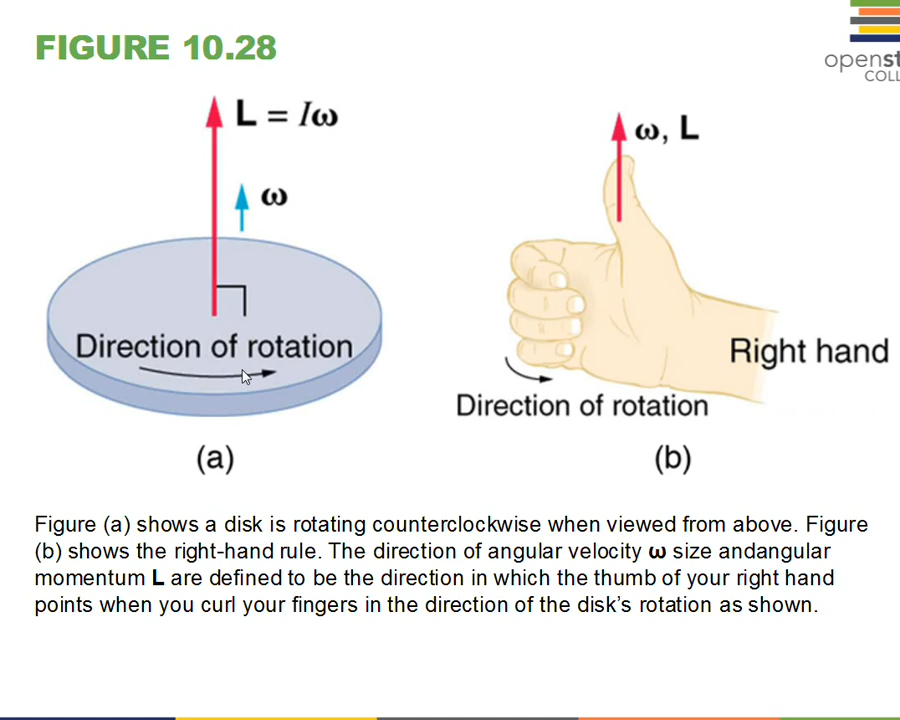 FIGURE 10.28
openst
COLL
L = Iω
ω
Direction of rotation
(a)
ω, L
Right hand
Direction of rotation
(b)
Figure (a) shows a disk is rotating counterclockwise when viewed from above. Figure
(b) shows the right-hand rule. The direction of angular velocity ω size andangular
momentum L are defined to be the direction in which the thumb of your right hand
points when you curl your fingers in the direction of the disk’s rotation as shown.